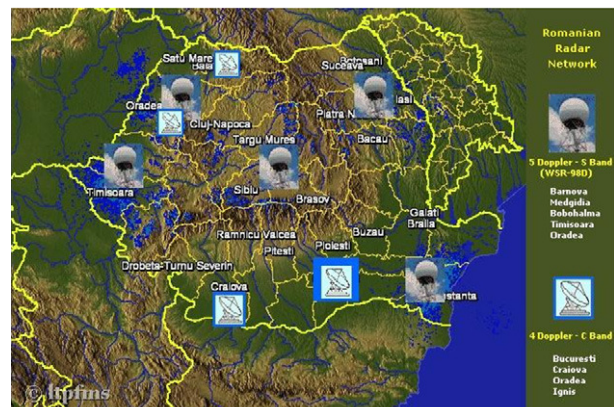 Satu Mare
Baia
Suceava
Botosani
Oradea
Cluj-Napoca
Piatra N
Iasi
Targu Mures
Bacau
Timisoara
Sibiu
Brasov
Galati
Braila
Ramnicu Valcea
Buzau
Pitesti
Ploiesti
Drobeta-Turnu Severin
Craiova
nstanta
Romanian
Radar
Network
5 Doppler - S Band
(WSR-98D)
Barnova
Medgidia
Bobohalma
Timisoara
Oradea
4 Doppler - C Band
Bucuresti
Craiova
Oradea
Ignis